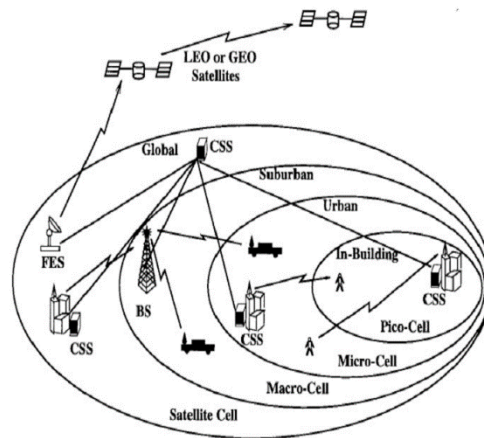 LEO or GEO
Satellites
Global
CSS
Suburban
Urban
In-Building
FES
BS
CSS
CSS
CSS
Pico-Cell
Micro-Cell
Macro-Cell
Satellite Cell